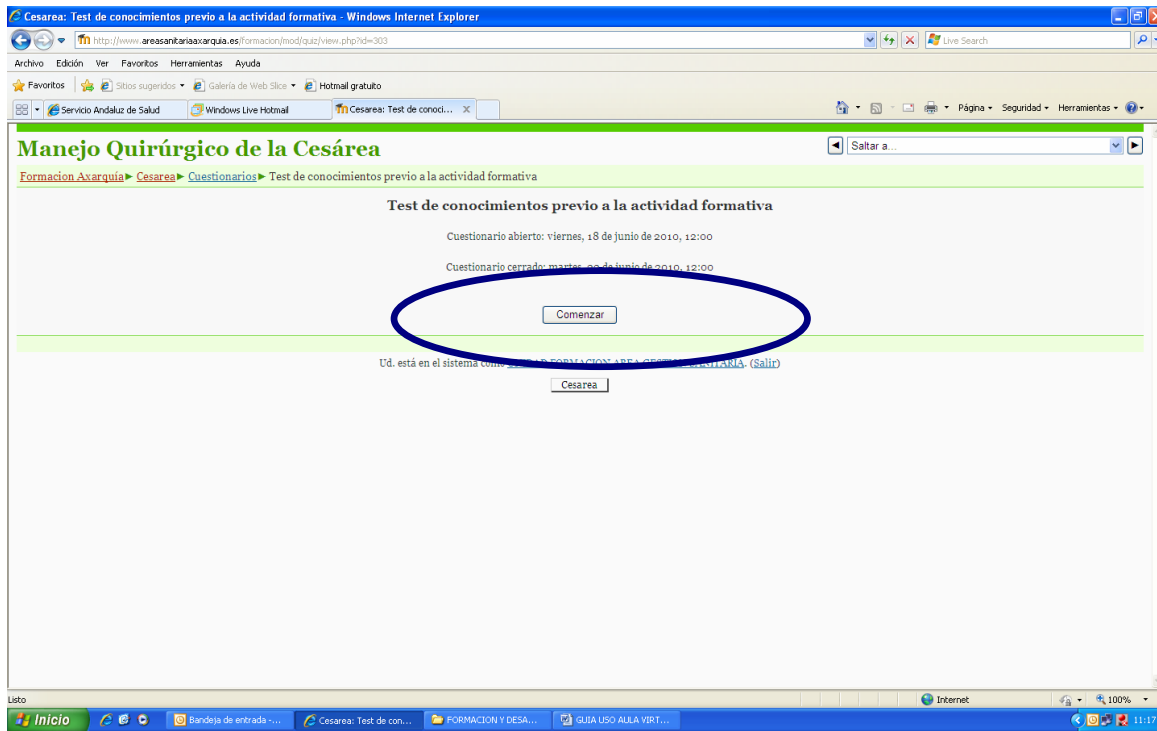 Cesarea: Test de conocimientos previo a la actividad formativa - Windows Internet Explorer
http://www.areasanitariaaxarquia.es/formacion/mod/quiz/view.php?id=303
Live Search
Archivo Edición Ver Favoritos Herramientas Ayuda
Favoritos Sitios sugeridos Galería de Web Slice Hotmail gratuito
Servicio Andaluz de Salud Windows Live Hotmail Cesarea: Test de conoci... X Página Seguridad Herramientas
Manejo Quirúrgico de la Cesárea
Saltar a...
Formacion Axarquía Cesarea Cuestionarios Test de conocimientos previo a la actividad formativa
Test de conocimientos previo a la actividad formativa
Cuestionario abierto: viernes, 18 de junio de 2010, 12:00
Cuestionario cerrado: martes, de junio de 2010, 12:00
Comenzar
Ud. está en el sistema como FORMACION AREA GESTION SANITARIA. (Salir)
Cesarea
Listo Internet 100%
Inicio Bandeja de entrada -... Cesarea: Test de con... FORMACION Y DESA... GUIA USO AULA VIRT... 11:17